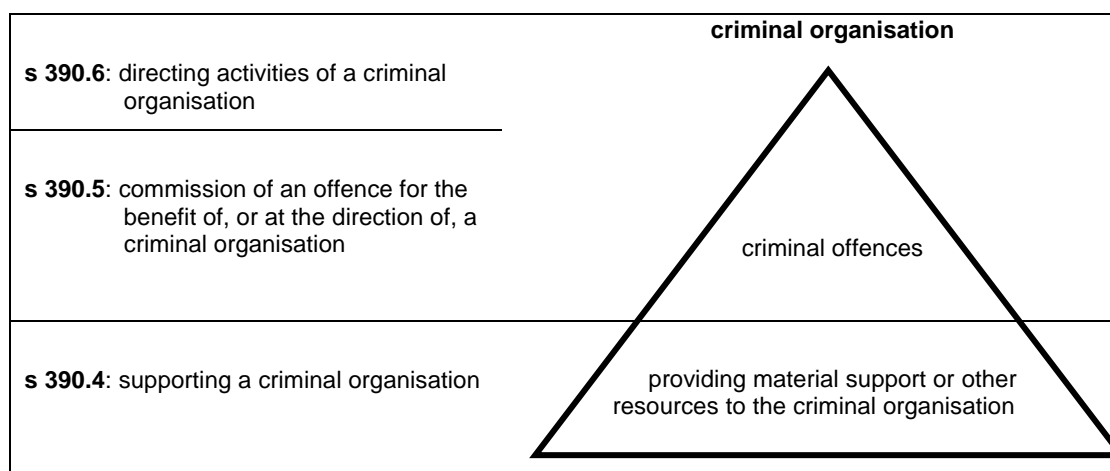 criminal organisation
s 390.6: directing activities of a criminal
organisation
s 390.5: commission of an offence for the
benefit of, or at the direction of, a
criminal organisation
criminal offences
s 390.4: supporting a criminal organisation
providing material support or other
resources to the criminal organisation